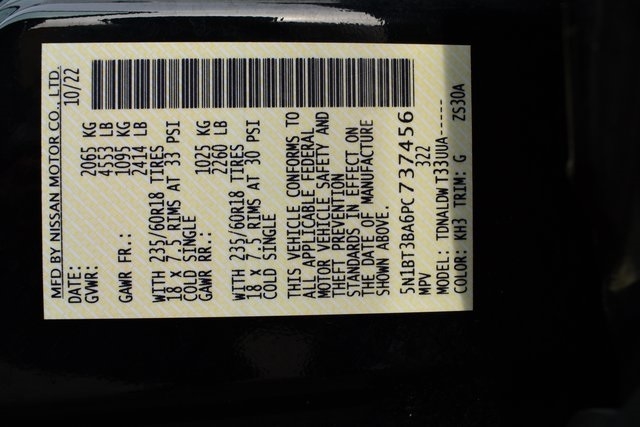 MFD BY NISSAN MOTOR CO., LTD.
DATE: 10/22
GVWR: 2065 KG
4553 LB
GAWR FR.: 1095 KG
2414 LB
WITH 235/60R18 TIRES
18 X 7.5 RIMS AT 33 PSI
COLD SINGLE
GAWR RR.: 1025 KG
2260 LB
WITH 235/60R18 TIRES
18 X 7.5 RIMS AT 30 PSI
COLD SINGLE
THIS VEHICLE CONFORMS TO
ALL APPLICABLE FEDERAL
MOTOR VEHICLE SAFETY AND
THEFT PREVENTION
STANDARDS IN EFFECT ON
THE DATE OF MANUFACTURE
SHOWN ABOVE.
5N1BT3BA6PC737456
MPV 322
MODEL: TDNALDWT33UUA-----
COLOR: KH3 TRIM: G ZS30A